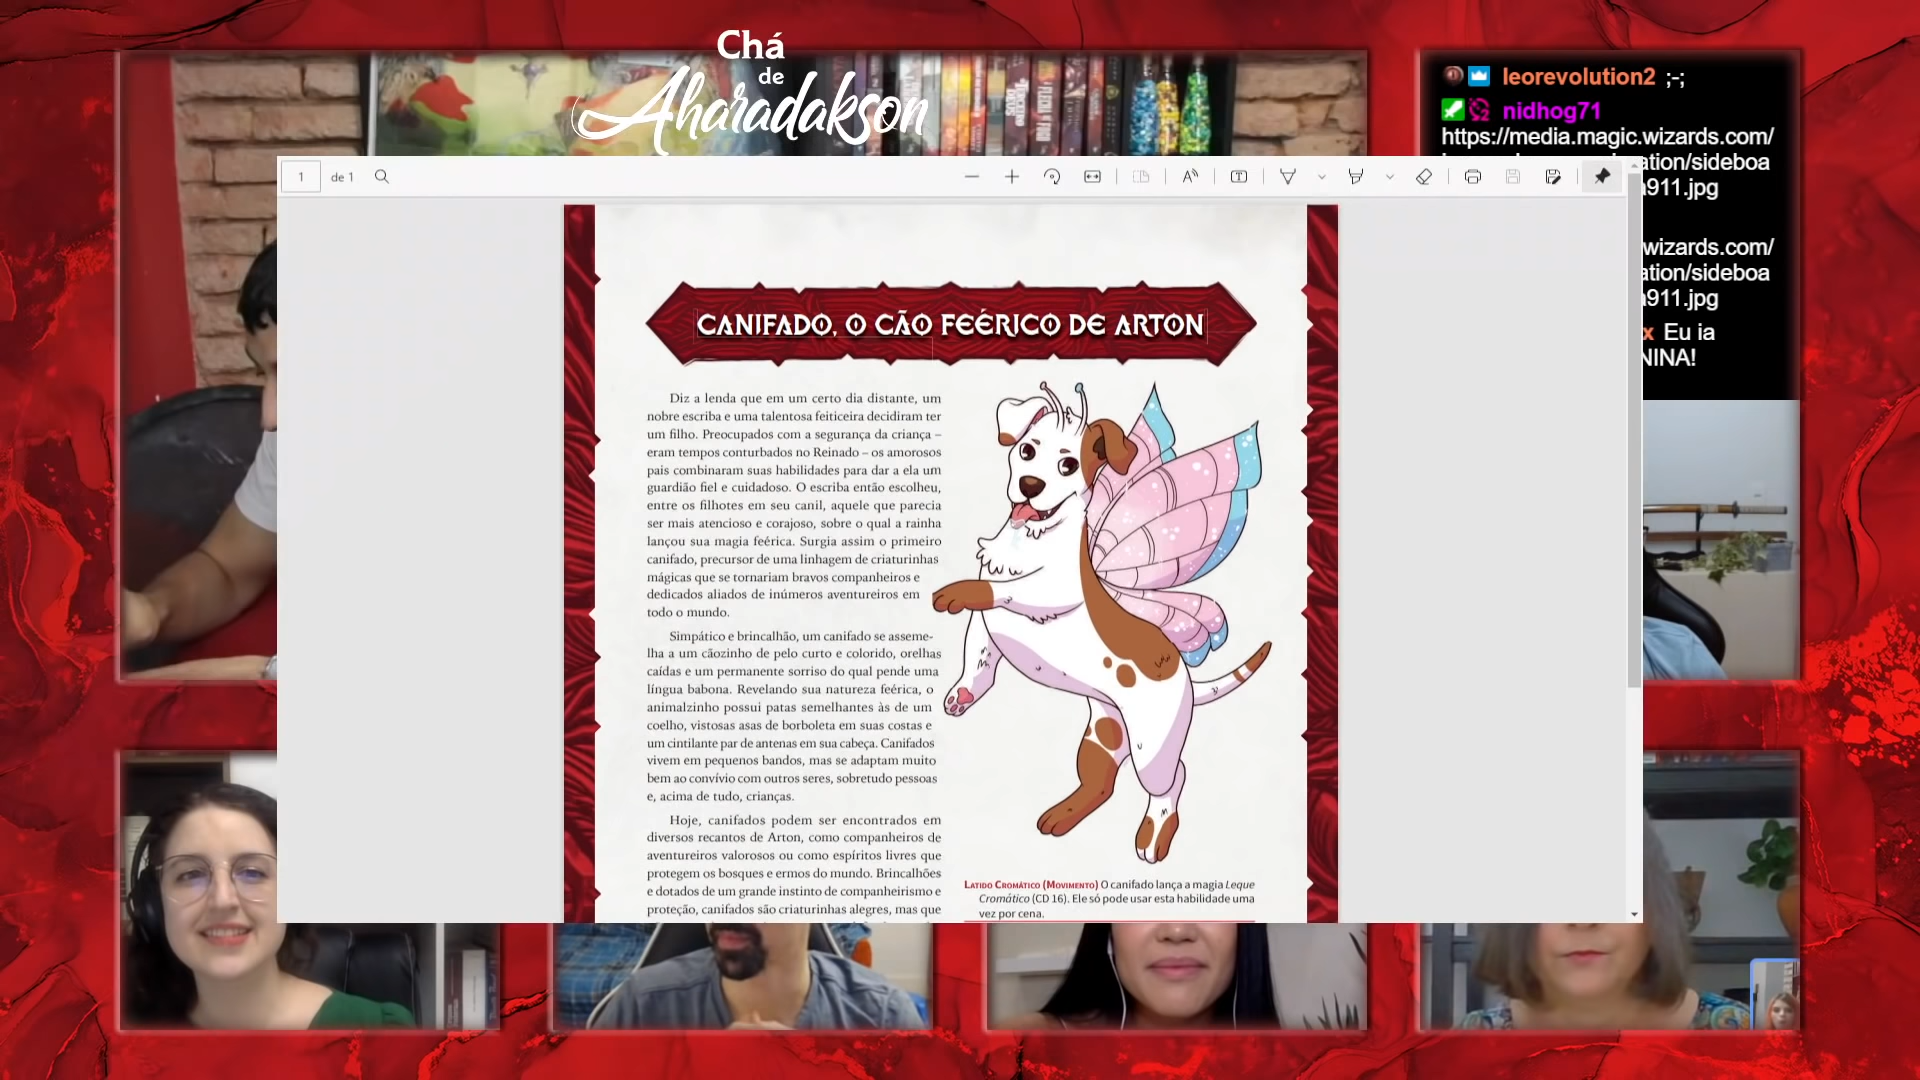 Chá
de
Aharadakson
leorevolution2 ;-;
nidhog71
https://media.magic.wizards.com/
ation/sideboa
911.jpg
wizards.com/
ation/sideboa
911.jpg
x Eu ia
NINA!
1 de 1
CANIFADO, O CÃO FEÉRICO DE ARTON
Diz a lenda que em um certo dia distante, um
nobre escriba e uma talentosa feiticeira decidiram ter
um filho. Preocupados com a segurança da criança –
eram tempos conturbados no Reinado – os amorosos
pais combinaram suas habilidades para dar a ela um
guardião fiel e cuidadoso. O escriba então escolheu,
entre os filhotes em seu canil, aquele que parecia
ser mais atencioso e corajoso, sobre o qual a rainha
lançou sua magia feérica. Surgia assim o primeiro
canifado, precursor de uma linhagem de criaturinhas
mágicas que se tornariam bravos companheiros e
dedicados aliados de inúmeros aventureiros em
todo o mundo.
Simpático e brincalhão, um canifado se asseme-
lha a um cãozinho de pelo curto e colorido, orelhas
caídas e um permanente sorriso do qual pende uma
língua babona. Revelando sua natureza feérica, o
animalzinho possui patas semelhantes às de um
coelho, vistosas asas de borboleta em suas costas e
um cintilante par de antenas em sua cabeça. Canifados
vivem em pequenos bandos, mas se adaptam muito
bem ao convívio com outros seres, sobretudo pessoas
e, acima de tudo, crianças.
Hoje, canifados podem ser encontrados em
diversos recantos de Arton, como companheiros de
aventureiros valorosos ou como espíritos livres que
protegem os bosques e ermos do mundo. Brincalhões
e dotados de um grande instinto de companheirismo e
proteção, canifados são criaturinhas alegres, mas que
Latido Cromático (Movimento) O canifado lança a magia Leque
Cromático (CD 16). Ele só pode usar esta habilidade uma
vez por cena.